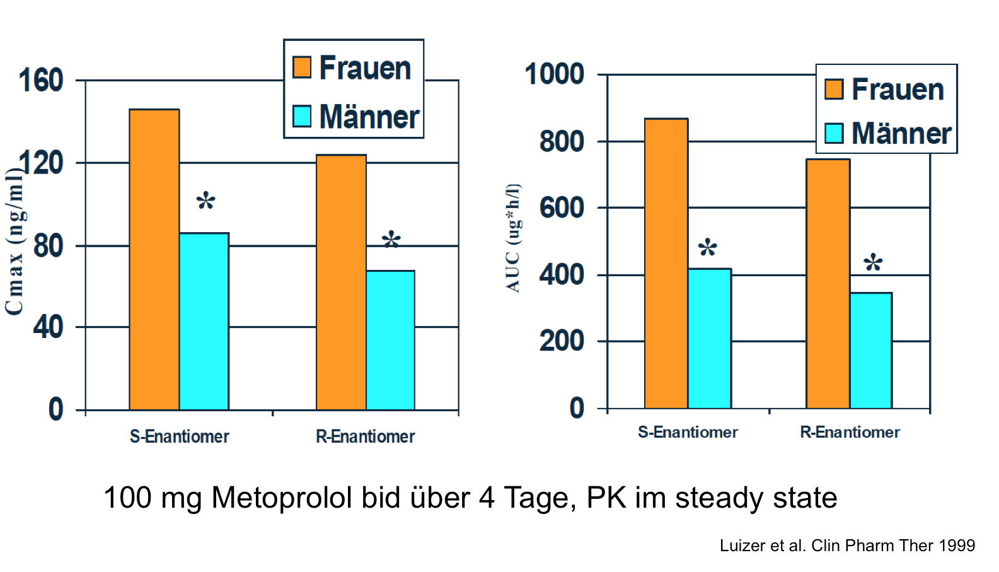 Frauen
Männer
160
120
80
40
0
Cmax (ng/ml)
*
*
S-Enantiomer
R-Enantiomer
Frauen
Männer
1000
800
600
400
200
0
AUC (ug*h/l)
*
*
S-Enantiomer
R-Enantiomer
100 mg Metoprolol bid über 4 Tage, PK im steady state
Luizer et al. Clin Pharm Ther 1999